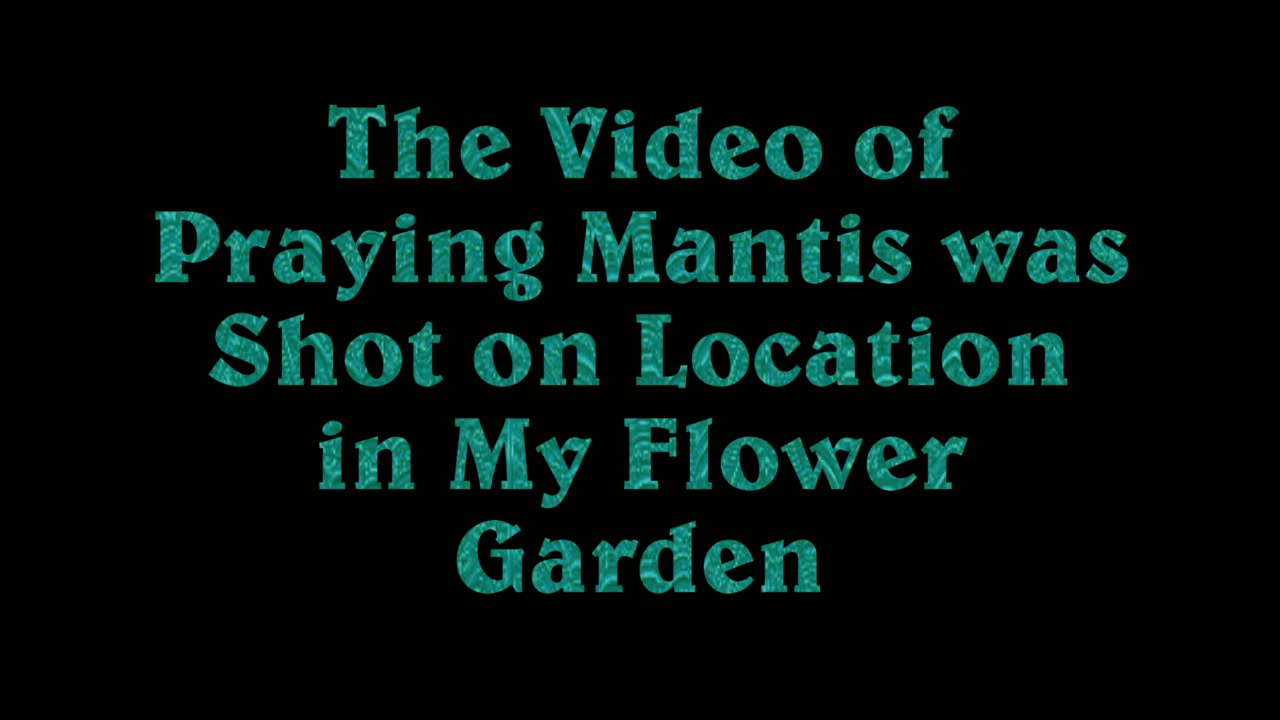 The Video of
Praying Mantis was
Shot on Location
in My Flower
Garden